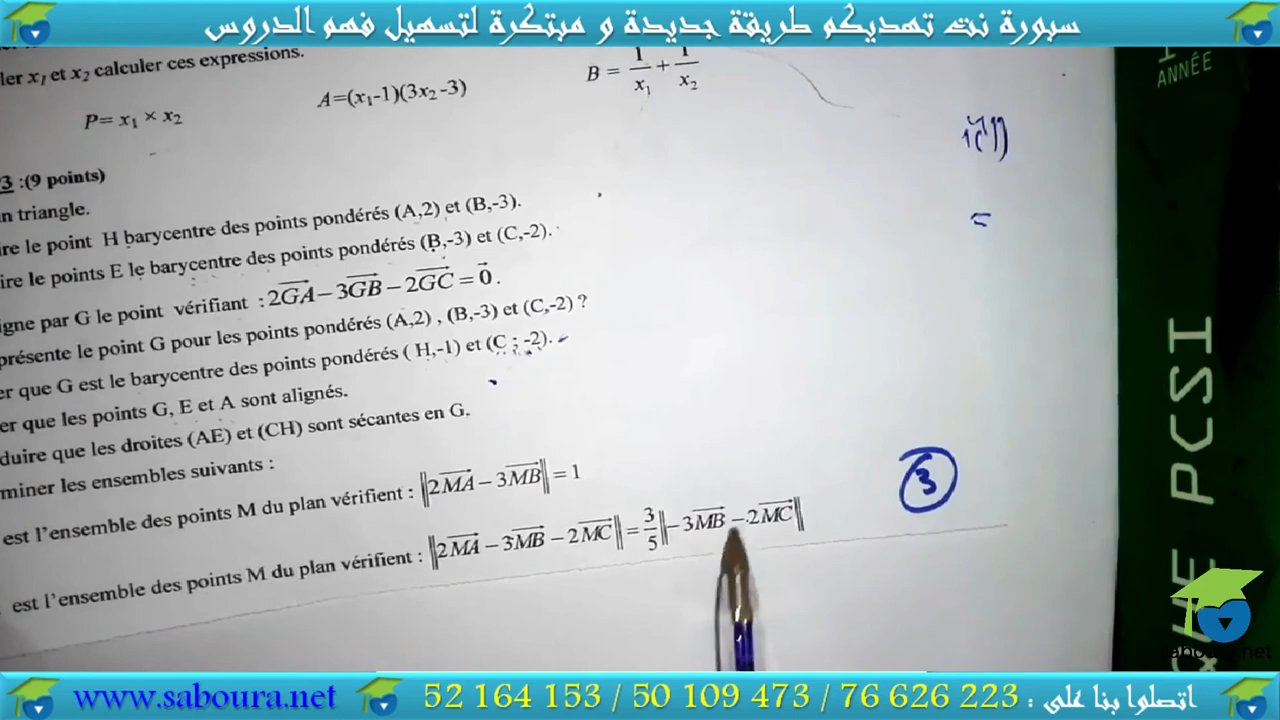 سبورة نت تهديكم طريقة جديدة و مبتكرة لتسهيل فهم الدروس
ler x₁ et x₂ calculer ces expressions.
P= x₁ × x₂ A=(x₁-1)(3x₂-3) B = 1/x₁ + 1/x₂
3 :(9 points)
n triangle.
ire le point H barycentre des points pondérés (A,2) et (B,-3).
ire le points E le barycentre des points pondérés (B,-3) et (C,-2).
igne par G le point vérifiant : 2GA⃗ – 3GB⃗ – 2GC⃗ = 0⃗ .
présente le point G pour les points pondérés (A,2) , (B,-3) et (C,-2) ?
er que G est le barycentre des points pondérés ( H,-1) et (C ; -2).
er que les points G, E et A sont alignés.
duire que les droites (AE) et (CH) sont sécantes en G.
miner les ensembles suivants :
est l'ensemble des points M du plan vérifient : ‖2MA⃗ – 3MB⃗‖ = 1
est l'ensemble des points M du plan vérifient : ‖2MA⃗ – 3MB⃗ – 2MC⃗‖ = 3/5 ‖– 3MB⃗ – 2MC⃗‖
3
1
ANNÉE
QUE PCSI
saboura.net
www.saboura.net 52 164 153 / 50 109 473 / 76 626 223 : اتصلوا بنا على